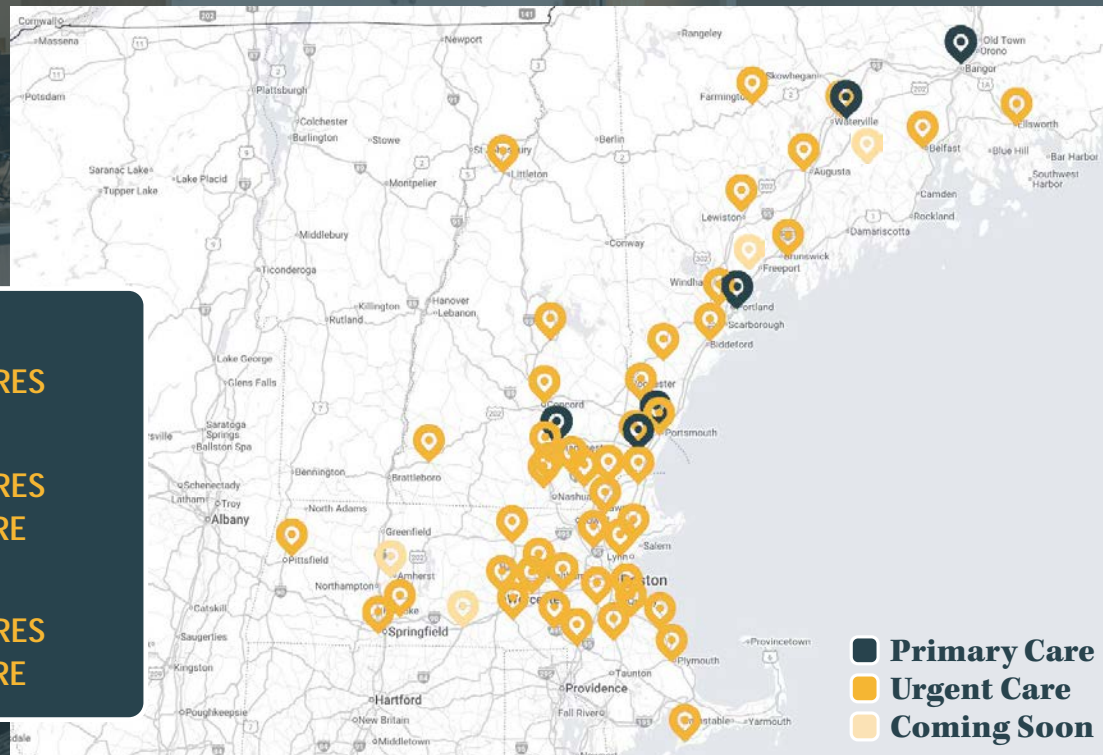 Cornwall
Massena
Potsdam
Newport
Rangeley
Skowhegan
Farmington
Old Town
Orono
Bangor
Waterville
Ellsworth
Belfast
Blue Hill
Bar Harbor
Southwest
Harbor
Plattsburgh
Colchester
Burlington
Stowe
Berlin
Littleton
Saranac Lake
Lake Placid
Tupper Lake
Montpelier
Augusta
Camden
Rockland
Lewiston
Damariscotta
Middlebury
Conway
Brunswick
Freeport
Ticonderoga
Portland
Scarborough
Biddeford
Killington
Rutland
Hanover
Lebanon
Lake George
Glens Falls
Concord
Portsmouth
Saratoga
Springs
Ballston Spa
Bennington
Brattleboro
Schenectady
Latham
Troy
Albany
North Adams
Greenfield
Salem
Lynn
Pittsfield
Northampton
Amherst
Springfield
Catskill
Saugerties
Kingston
Poughkeepsie
Hartford
New Britain
Middletown
Providence
Taunton
Fall River
Plymouth
Provincetown
Yarmouth
RES
RES
RE
RES
RE
Primary Care
Urgent Care
Coming Soon